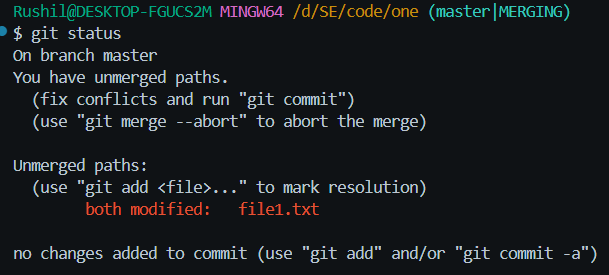 Rushil@DESKTOP-FGUCS2M MINGW64 /d/SE/code/one (master|MERGING)
$ git status
On branch master
You have unmerged paths.
  (fix conflicts and run "git commit")
  (use "git merge --abort" to abort the merge)

Unmerged paths:
  (use "git add <file>..." to mark resolution)
        both modified:   file1.txt

no changes added to commit (use "git add" and/or "git commit -a")